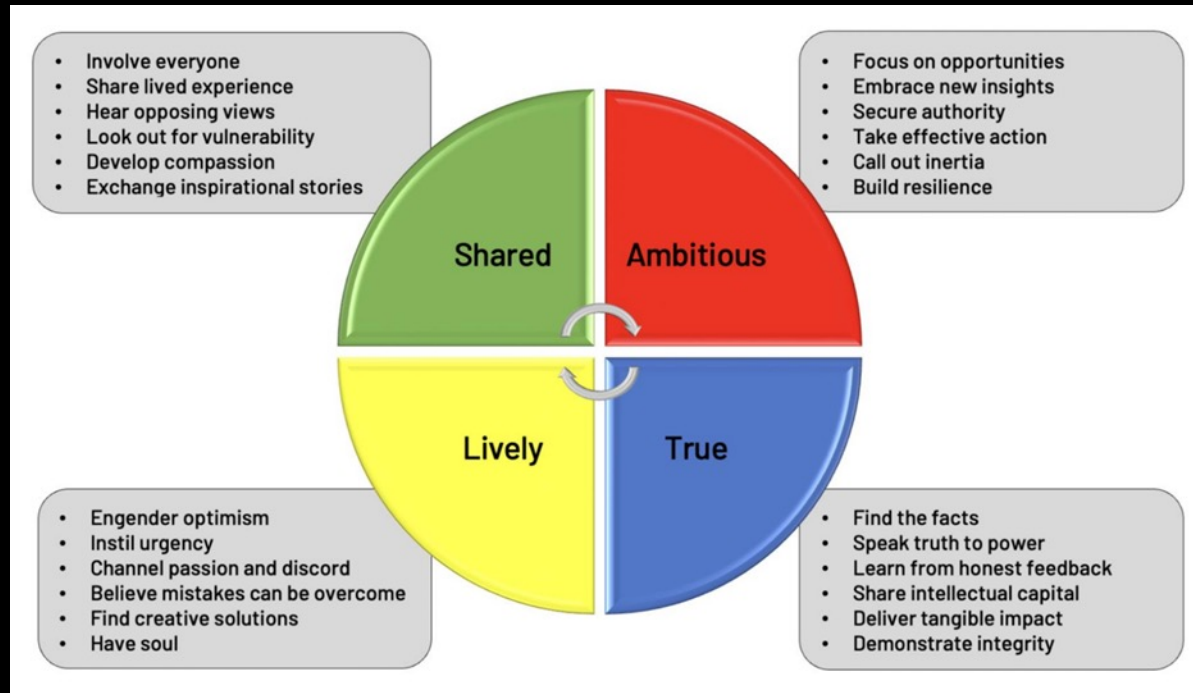 • Involve everyone
• Share lived experience
• Hear opposing views
• Look out for vulnerability
• Develop compassion
• Exchange inspirational stories
• Focus on opportunities
• Embrace new insights
• Secure authority
• Take effective action
• Call out inertia
• Build resilience
Shared
Ambitious
Lively
True
• Engender optimism
• Instil urgency
• Channel passion and discord
• Believe mistakes can be overcome
• Find creative solutions
• Have soul
• Find the facts
• Speak truth to power
• Learn from honest feedback
• Share intellectual capital
• Deliver tangible impact
• Demonstrate integrity